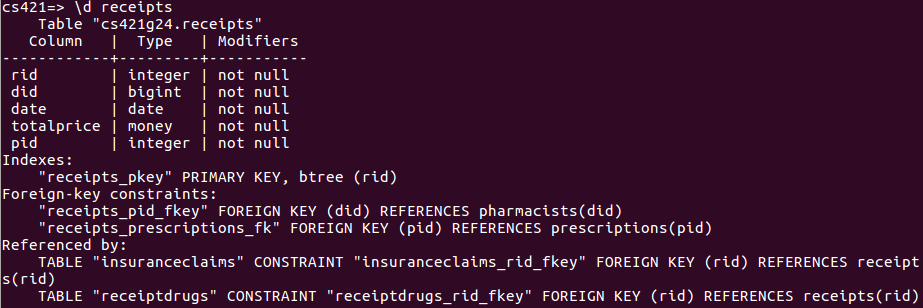 cs421=> \d receipts
    Table "cs421g24.receipts"
   Column   |  Type   | Modifiers
------------+---------+-----------
 rid        | integer | not null
 did        | bigint  | not null
 date       | date    | not null
 totalprice | money   | not null
 pid        | integer | not null
Indexes:
    "receipts_pkey" PRIMARY KEY, btree (rid)
Foreign-key constraints:
    "receipts_pid_fkey" FOREIGN KEY (did) REFERENCES pharmacists(did)
    "receipts_prescriptions_fk" FOREIGN KEY (pid) REFERENCES prescriptions(pid)
Referenced by:
    TABLE "insuranceclaims" CONSTRAINT "insuranceclaims_rid_fkey" FOREIGN KEY (rid) REFERENCES receipt
s(rid)
    TABLE "receiptdrugs" CONSTRAINT "receiptdrugs_rid_fkey" FOREIGN KEY (rid) REFERENCES receipts(rid)